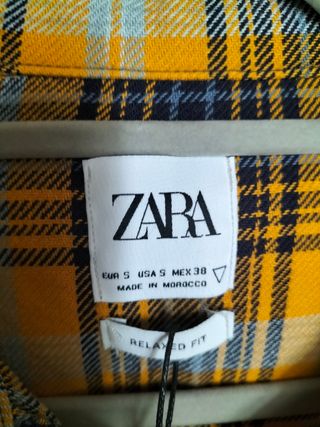 ZARA
EUR S USA S MEX 38
MADE IN MOROCCO
RELAXED FIT